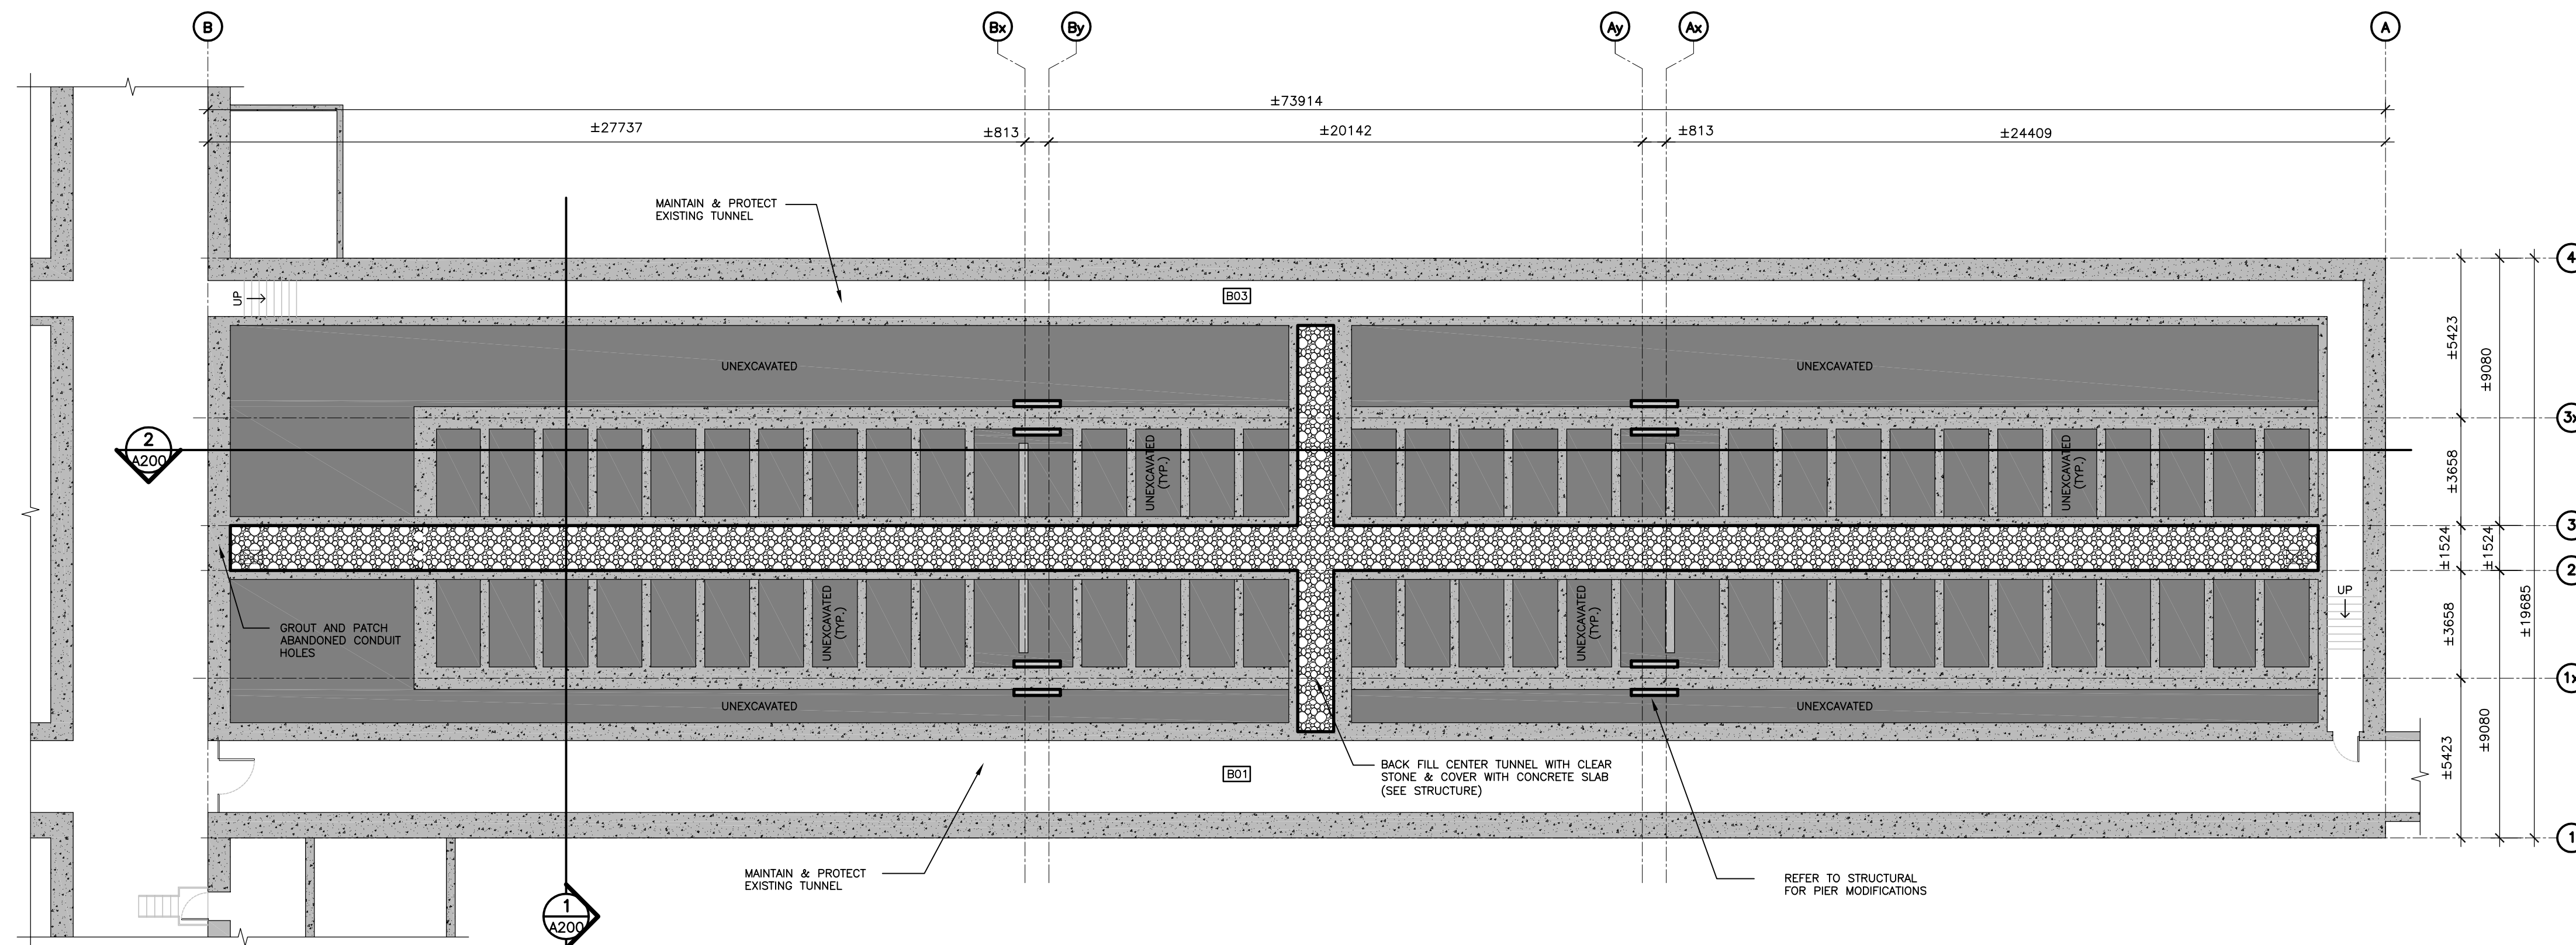 B
Bx
By
Ay
Ax
A
±73914
±27737
±813
±20142
±813
±24409
MAINTAIN & PROTECT
EXISTING TUNNEL
4
UP
B03
±5423
±9080
UNEXCAVATED
UNEXCAVATED
3x
2
A200
UNEXCAVATED
(TYP.)
UNEXCAVATED
(TYP.)
±3658
3
±1524
±1524
2
UP
GROUT AND PATCH
ABANDONED CONDUIT
HOLES
UNEXCAVATED
(TYP.)
UNEXCAVATED
(TYP.)
±3658
±19685
1x
UNEXCAVATED
UNEXCAVATED
±5423
±9080
B01
BACK FILL CENTER TUNNEL WITH CLEAR
STONE & COVER WITH CONCRETE SLAB
(SEE STRUCTURE)
1
MAINTAIN & PROTECT
EXISTING TUNNEL
REFER TO STRUCTURAL
FOR PIER MODIFICATIONS
1
A200